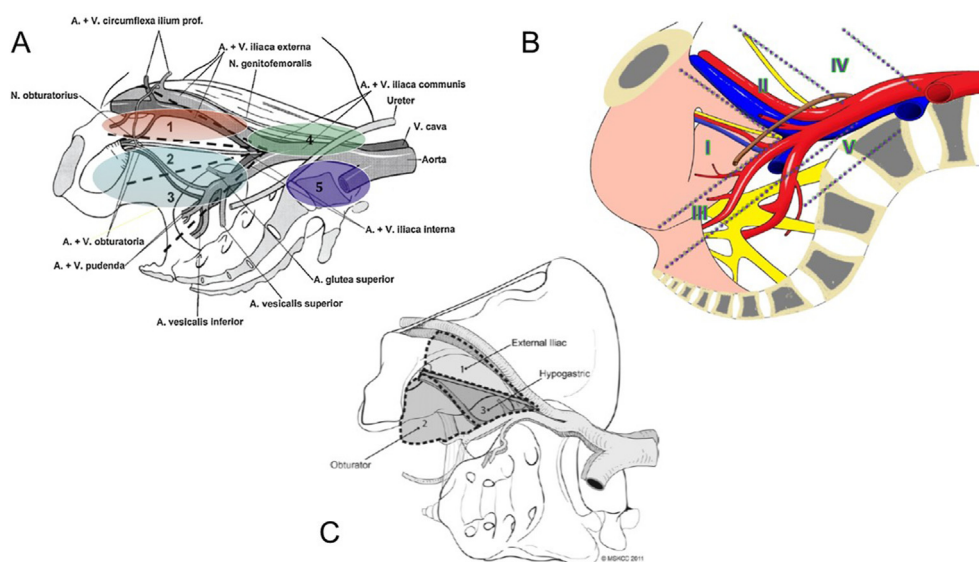 A
A. + V. circumflexa ilium prof.
A. + V. iliaca externa
N. genitofemoralis
A. + V. iliaca communis
Ureter
N. obturatorius
V. cava
Aorta
1
2
3
4
5
A. + V. obturatoria
A. + V. iliaca interna
A. + V. pudenda
A. glutea superior
A. vesicalis superior
A. vesicalis inferior
B
IV
II
I
V
III
External Iliac
1
Hypogastric
3
2
Obturator
C
© MSKCC 2011